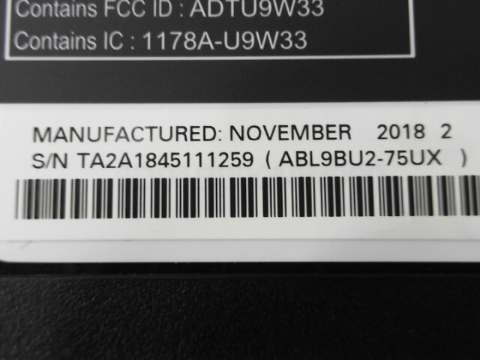 Contains FCC ID : ADTU9W33
Contains IC : 1178A-U9W33
MANUFACTURED: NOVEMBER 2018 2
S/N TA2A1845111259 ( ABL9BU2-75UX )